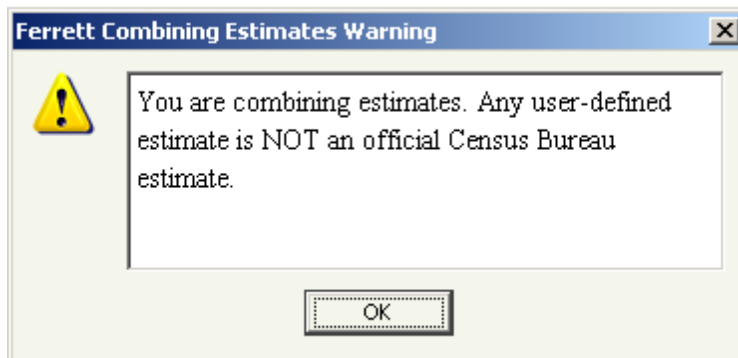 Ferrett Combining Estimates Warning
You are combining estimates. Any user-defined
estimate is NOT an official Census Bureau
estimate.
OK